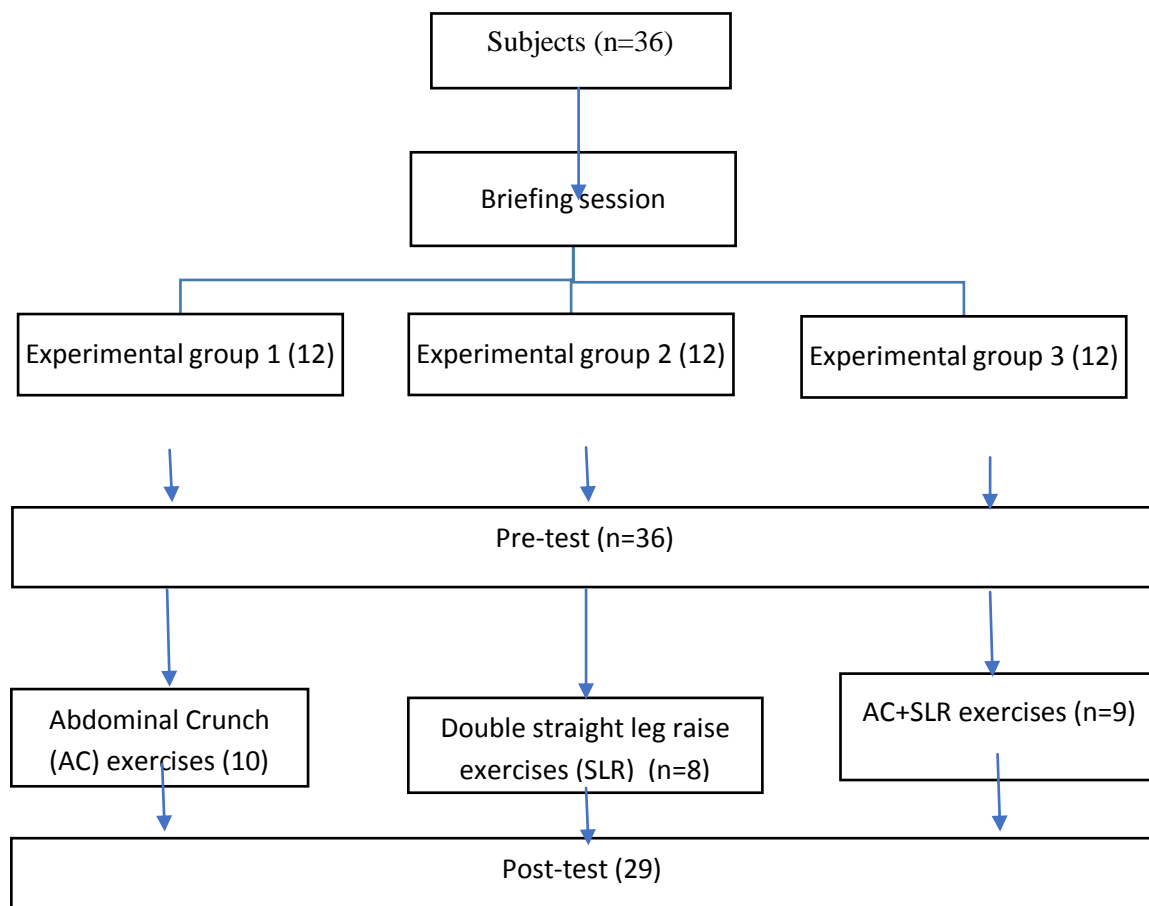 Subjects (n=36)
Briefing session
Experimental group 1 (12)
Experimental group 2 (12)
Experimental group 3 (12)
Pre-test (n=36)
Abdominal Crunch
(AC) exercises (10)
Double straight leg raise
exercises (SLR) (n=8)
AC+SLR exercises (n=9)
Post-test (29)